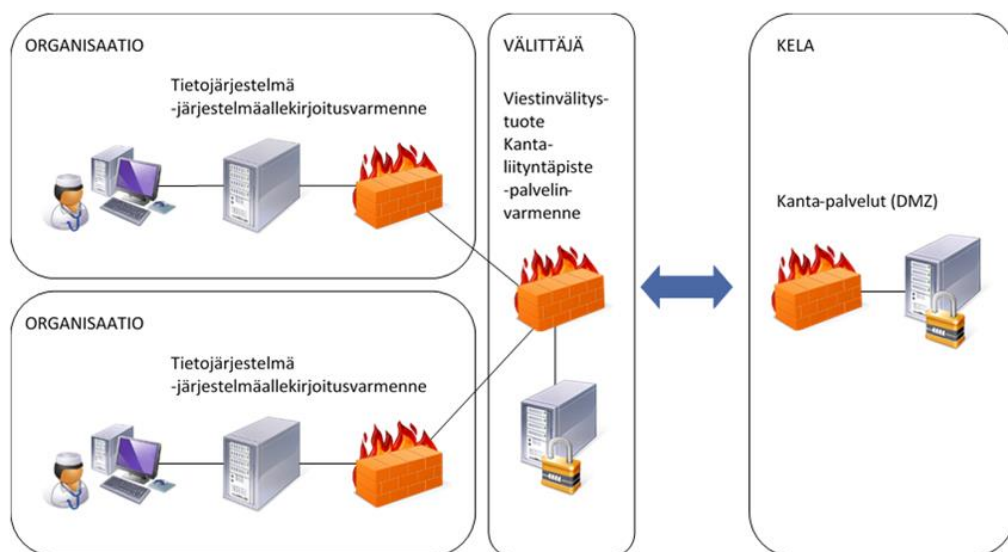 ORGANISAATIO
Tietojärjestelmä
-järjestelmäallekirjoitusvarmenne
ORGANISAATIO
Tietojärjestelmä
-järjestelmäallekirjoitusvarmenne
VÄLITTÄJÄ
Viestinvälitys-
tuote
Kanta-
liityntäpiste
-palvelin-
varmenne
KELA
Kanta-palvelut (DMZ)